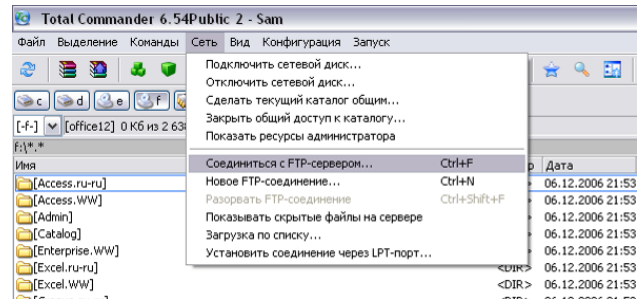 Total Commander 6.54Public 2 - Sam
Файл Выделение Команды Сеть Вид Конфигурация Запуск
Подключить сетевой диск...
Отключить сетевой диск...
Сделать текущий каталог общим...
Закрыть общий доступ к каталогу...
Показать ресурсы администратора
Соединиться с FTP-сервером... Ctrl+F
Новое FTP-соединение... Ctrl+N
Разорвать FTP-соединение Ctrl+Shift+F
Показывать скрытые файлы на сервере
Загрузка по списку...
Установить соединение через LPT-порт...
c d e f
[-f-] [office12] 0 Кб из 2 63
f:\*.*
Имя Дата
[Access.ru-ru] 06.12.2006 21:53
[Access.WW] 06.12.2006 21:53
[Admin] 06.12.2006 21:53
[Catalog] 06.12.2006 21:53
[Enterprise.WW] 06.12.2006 21:53
[Excel.ru-ru] <DIR> 06.12.2006 21:53
[Excel.WW] <DIR> 06.12.2006 21:53